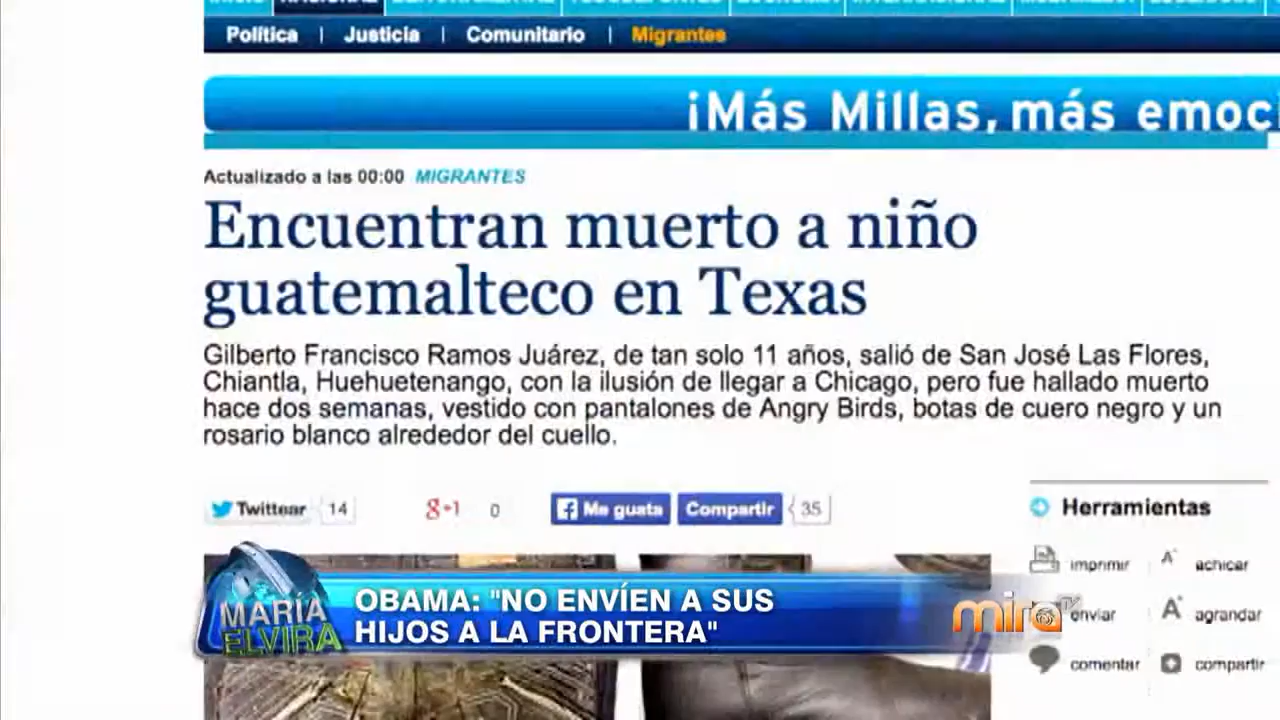 Política | Justicia | Comunitario | Migrantes
¡Más Millas, más emoci
Actualizado a las 00:00 MIGRANTES
Encuentran muerto a niño
guatemalteco en Texas
Gilberto Francisco Ramos Juárez, de tan solo 11 años, salió de San José Las Flores,
Chiantla, Huehuetenango, con la ilusión de llegar a Chicago, pero fue hallado muerto
hace dos semanas, vestido con pantalones de Angry Birds, botas de cuero negro y un
rosario blanco alrededor del cuello.
Twittear 14 g+1 0 Me gusta Compartir 35
Herramientas
imprimir A achicar
enviar A agrandar
comentar compartir
MARIA
ELVIRA
OBAMA: "NO ENVÍEN A SUS
HIJOS A LA FRONTERA"
mira TV